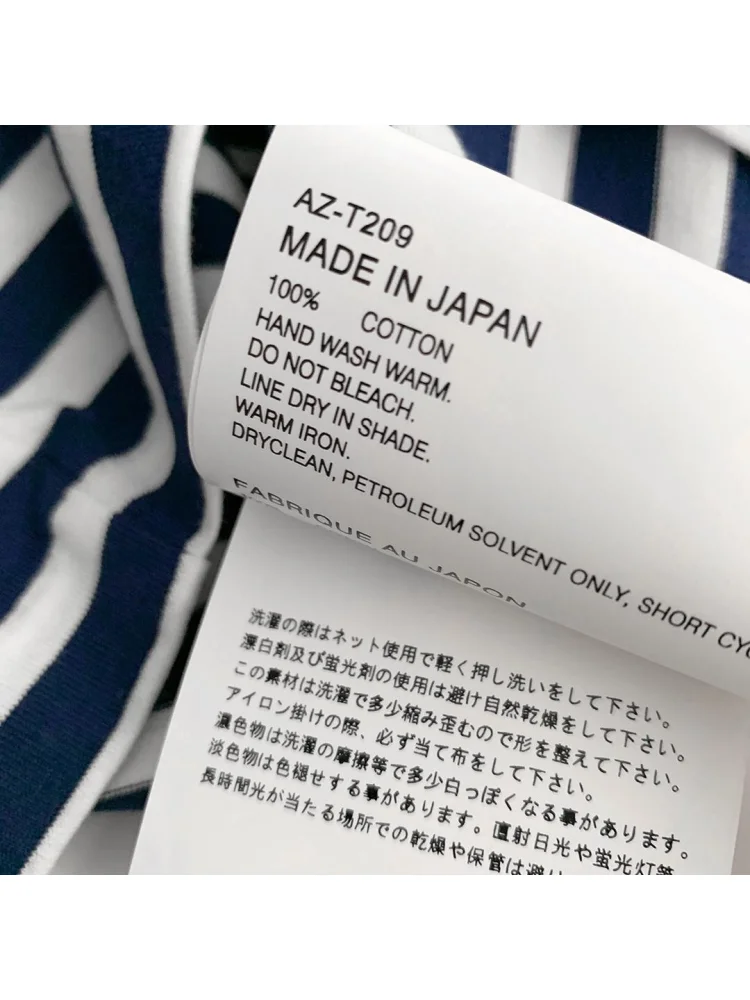 AZ-T209
MADE IN JAPAN
100% COTTON
HAND WASH WARM.
DO NOT BLEACH.
LINE DRY IN SHADE.
WARM IRON.
DRYCLEAN, PETROLEUM SOLVENT ONLY, SHORT
FABRIQUE AU JAPON
洗濯の際はネット使用で軽く押し洗いをして下さい。
漂白剤及び蛍光剤の使用は避け自然乾燥をして下さい。
この素材は洗濯で多少縮み歪むので形を整えて下さい。
アイロン掛けの際、必ず当て布をして下さい。
濃色物は洗濯の摩擦等で多少白っぽくなる事があります。
淡色物は色褪せする事があります。直射日光や蛍光灯等
長時間光が当たる場所での乾燥や保管は避け